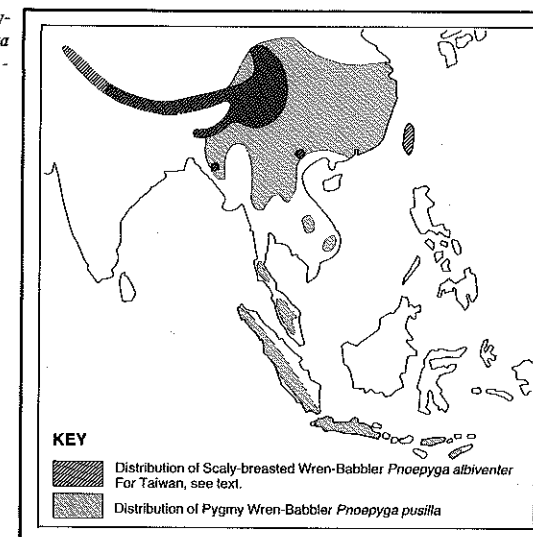 y-
a
-
KEY
Distribution of Scaly-breasted Wren-Babbler Pnoepyga albiventer
For Taiwan, see text.
Distribution of Pygmy Wren-Babbler Pnoepyga pusilla